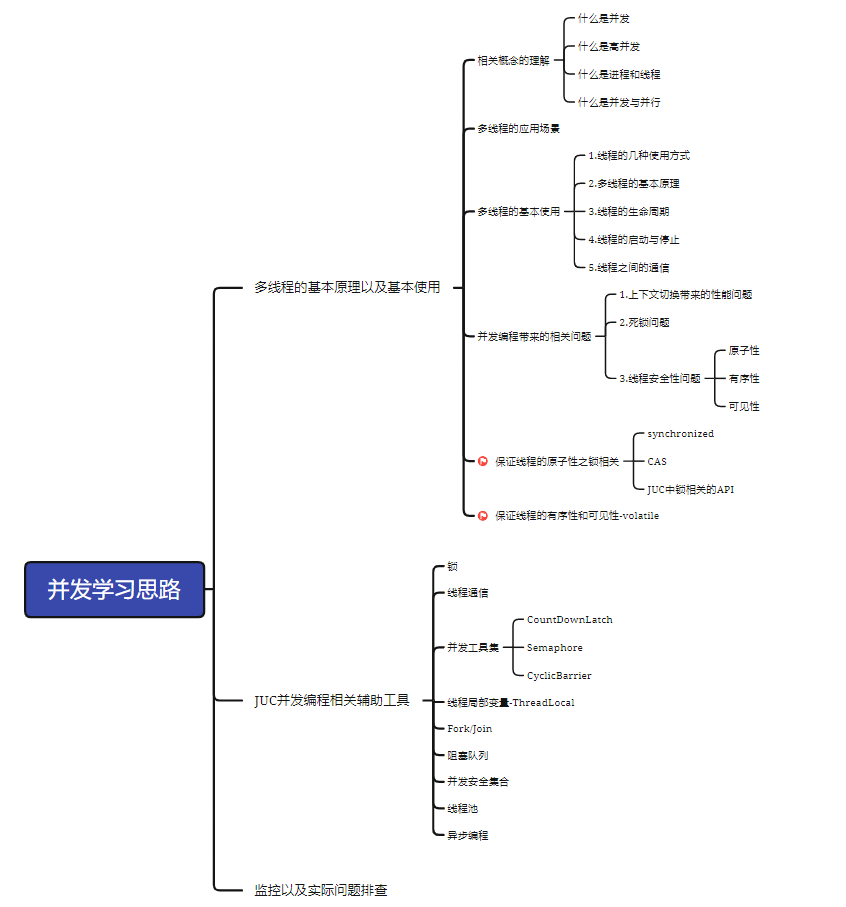 并发学习思路
多线程的基本原理以及基本使用
相关概念的理解
什么是并发
什么是高并发
什么是进程和线程
什么是并发与并行
多线程的应用场景
多线程的基本使用
1.线程的几种使用方式
2.多线程的基本原理
3.线程的生命周期
4.线程的启动与停止
5.线程之间的通信
并发编程带来的相关问题
1.上下文切换带来的性能问题
2.死锁问题
3.线程安全性问题
原子性
有序性
可见性
保证线程的原子性之锁相关
synchronized
CAS
JUC中锁相关的API
保证线程的有序性和可见性-volatile
JUC并发编程相关辅助工具
锁
线程通信
并发工具集
CountDownLatch
Semaphore
CyclicBarrier
线程局部变量-ThreadLocal
Fork/Join
阻塞队列
并发安全集合
线程池
异步编程
监控以及实际问题排查